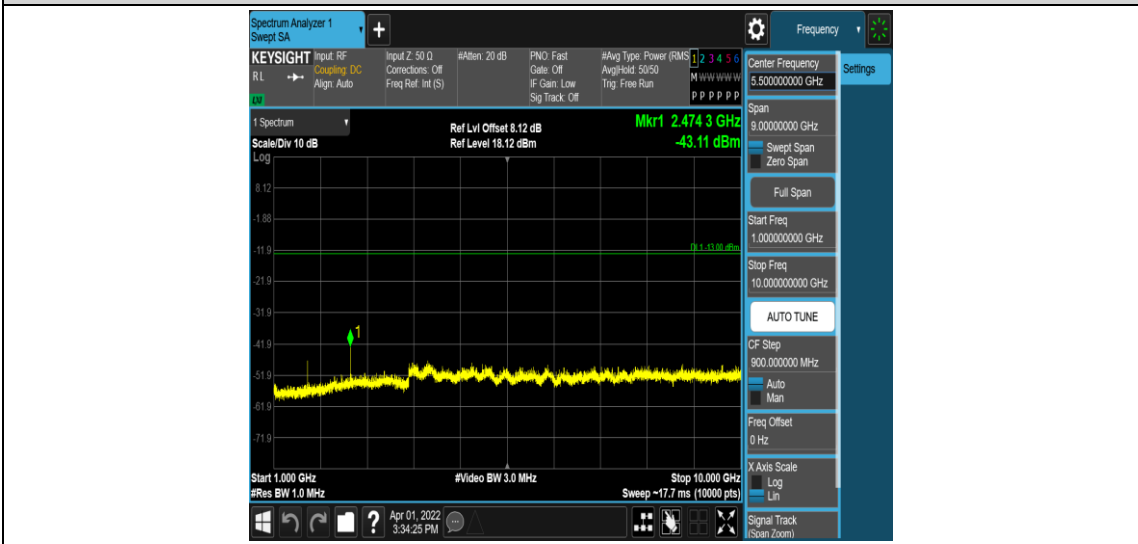 Spectrum Analyzer 1
Swept SA
+
Frequency
KEYSIGHT
R L
LXI
Input: RF
Coupling: DC
Align: Auto
Input Z: 50 Ω
Corrections: Off
Freq Ref: Int (S)
#Atten: 20 dB
PNO: Fast
Gate: Off
IF Gain: Low
Sig Track: Off
#Avg Type: Power (RMS
Avg|Hold: 50/50
Trig: Free Run
1 2 3 4 5 6
M W W W W W
P P P P P P
Center Frequency
5.500000000 GHz
Settings
Span
9.00000000 GHz
Swept Span
Zero Span
Full Span
Start Freq
1.000000000 GHz
Stop Freq
10.000000000 GHz
AUTO TUNE
CF Step
900.000000 MHz
Auto
Man
Freq Offset
0 Hz
X Axis Scale
Log
Lin
Signal Track
(Span Zoom)
1 Spectrum
Scale/Div 10 dB
Log
Ref Lvl Offset 8.12 dB
Ref Level 18.12 dBm
Mkr1 2.474 3 GHz
-43.11 dBm
8.12
-1.88
-11.9
DL1 -13.00 dBm
-21.9
-31.9
1
-41.9
-51.9
-61.9
-71.9
Start 1.000 GHz
#Res BW 1.0 MHz
#Video BW 3.0 MHz
Stop 10.000 GHz
Sweep ~17.7 ms (10000 pts)
?
Apr 01, 2022
3:34:25 PM